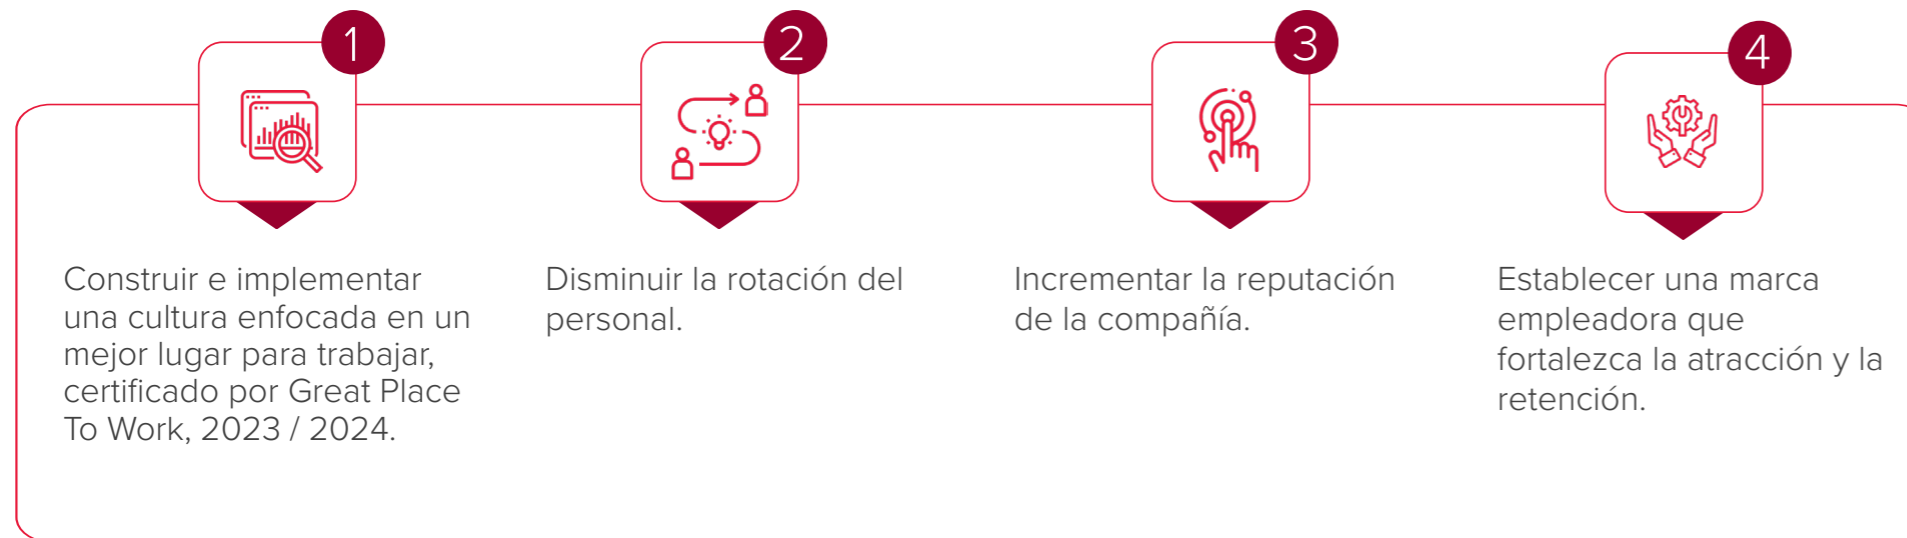 1
Construir e implementar
una cultura enfocada en un
mejor lugar para trabajar,
certificado por Great Place
To Work, 2023 / 2024.
2
Disminuir la rotación del
personal.
3
Incrementar la reputación
de la compañía.
4
Establecer una marca
empleadora que
fortalezca la atracción y la
retención.